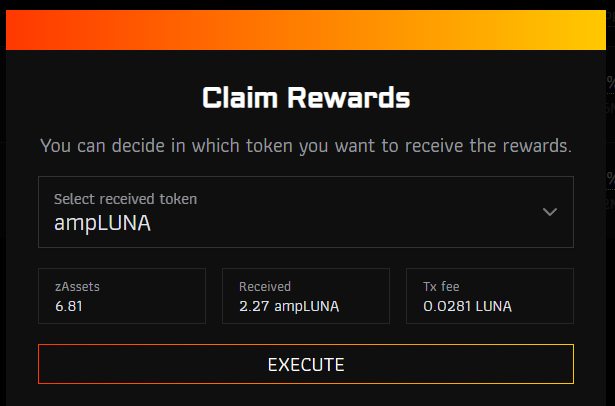 Claim Rewards
You can decide in which token you want to receive the rewards.
Select received token
ampLUNA
zAssets
6.81
Received
2.27 ampLUNA
Tx fee
0.0281 LUNA
EXECUTE